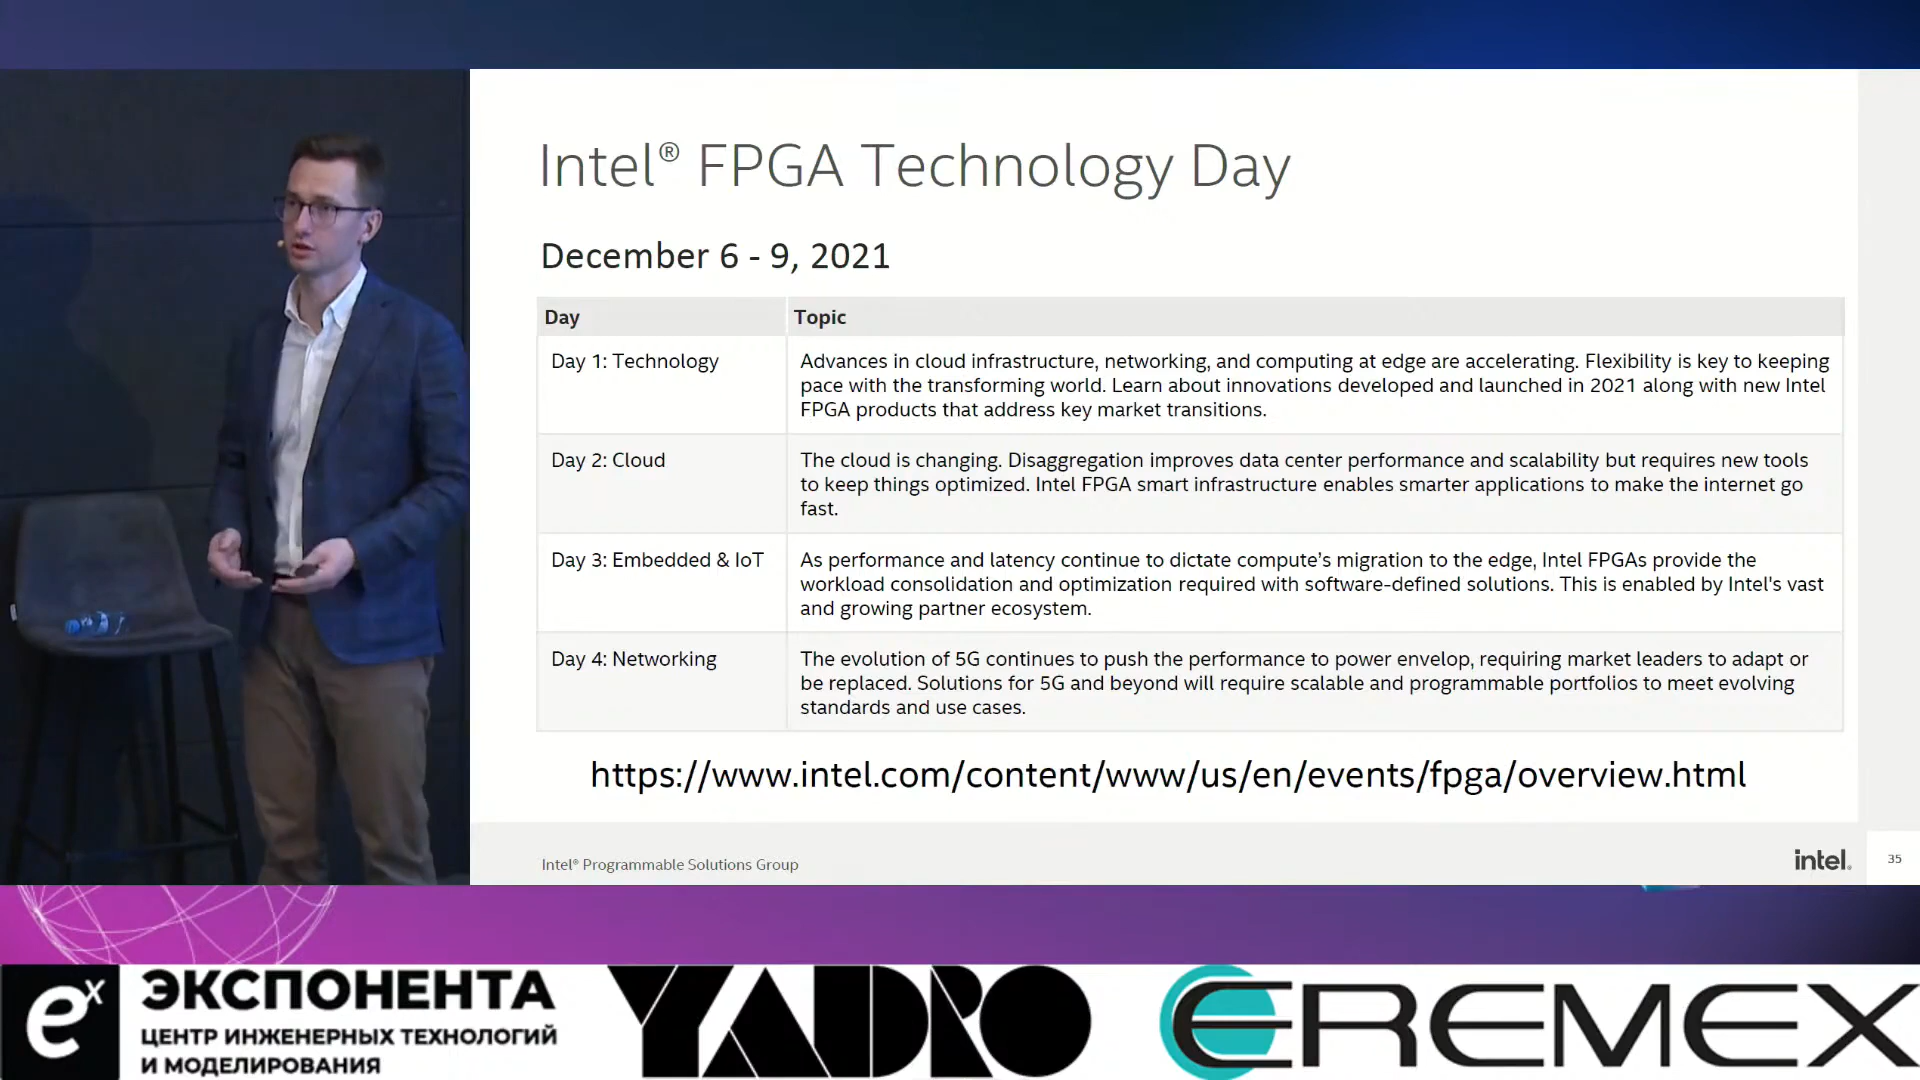 Intel® FPGA Technology Day
December 6 - 9, 2021
Day
Topic
Day 1: Technology
Advances in cloud infrastructure, networking, and computing at edge are accelerating. Flexibility is key to keeping
pace with the transforming world. Learn about innovations developed and launched in 2021 along with new Intel
FPGA products that address key market transitions.
Day 2: Cloud
The cloud is changing. Disaggregation improves data center performance and scalability but requires new tools
to keep things optimized. Intel FPGA smart infrastructure enables smarter applications to make the internet go
fast.
Day 3: Embedded & IoT
As performance and latency continue to dictate compute's migration to the edge, Intel FPGAs provide the
workload consolidation and optimization required with software-defined solutions. This is enabled by Intel's vast
and growing partner ecosystem.
Day 4: Networking
The evolution of 5G continues to push the performance to power envelop, requiring market leaders to adapt or
be replaced. Solutions for 5G and beyond will require scalable and programmable portfolios to meet evolving
standards and use cases.
https://www.intel.com/content/www/us/en/events/fpga/overview.html
Intel® Programmable Solutions Group
intel.
35
ex
ЭКСПОНЕНТА
ЦЕНТР ИНЖЕНЕРНЫХ ТЕХНОЛОГИЙ
И МОДЕЛИРОВАНИЯ
YADRO
EREMEX